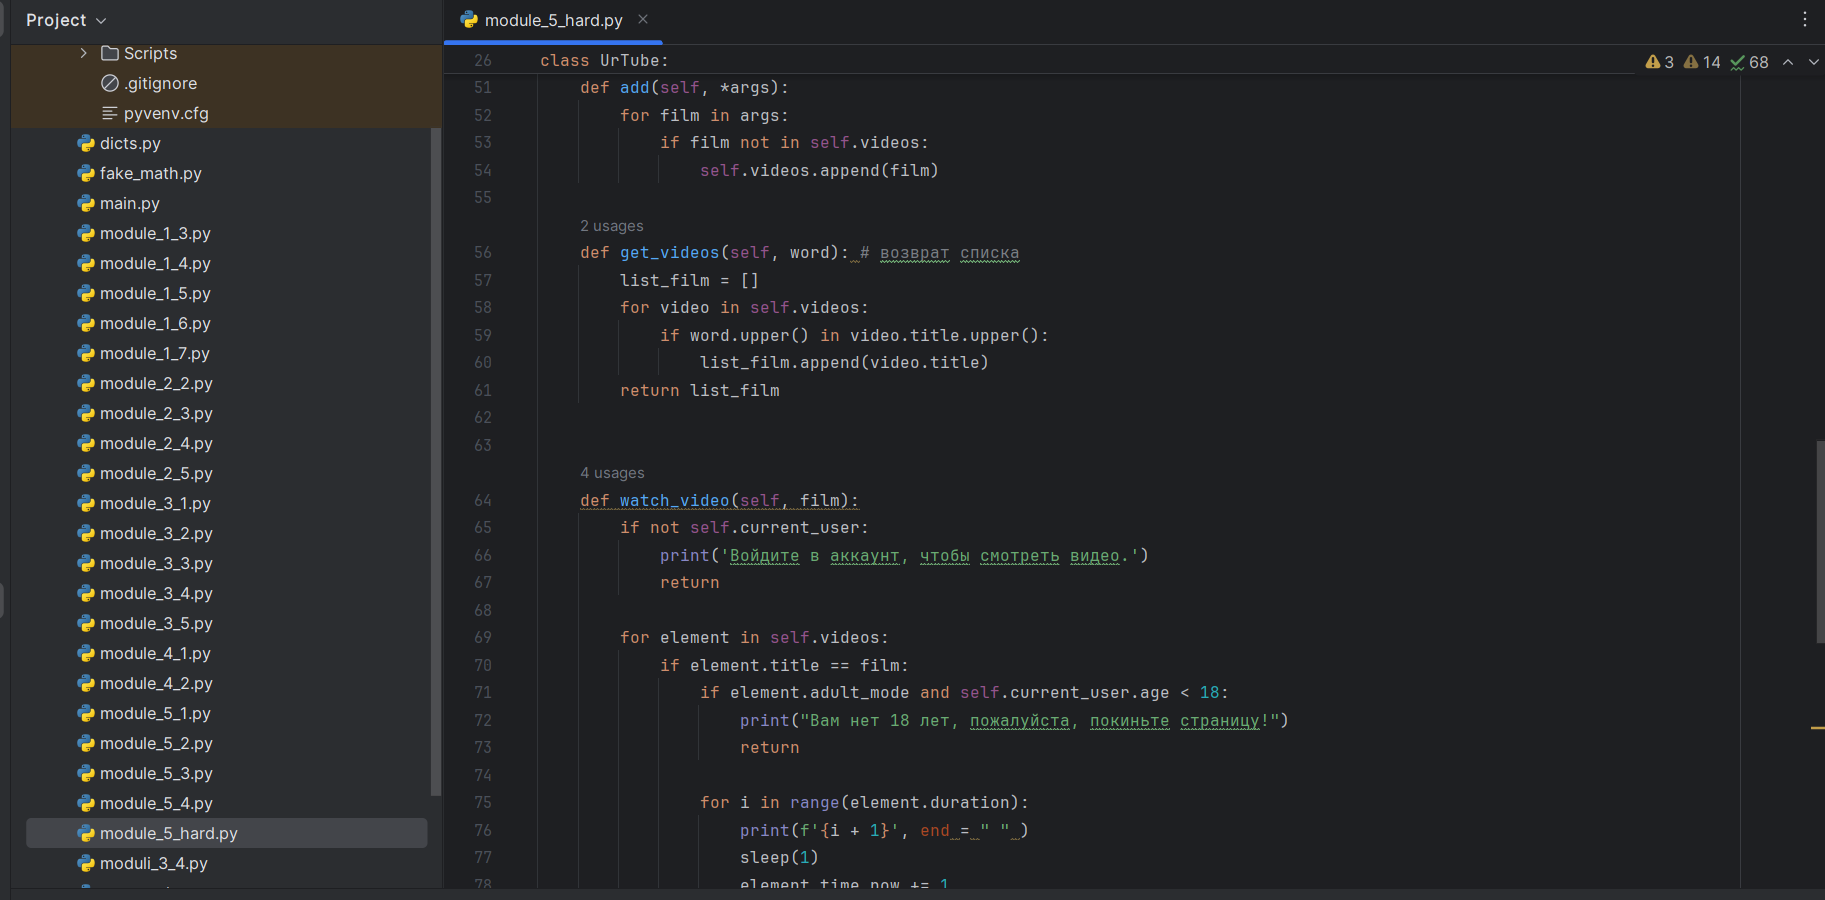 Project
Scripts
.gitignore
pyvenv.cfg
dicts.py
fake_math.py
main.py
module_1_3.py
module_1_4.py
module_1_5.py
module_1_6.py
module_1_7.py
module_2_2.py
module_2_3.py
module_2_4.py
module_2_5.py
module_3_1.py
module_3_2.py
module_3_3.py
module_3_4.py
module_3_5.py
module_4_1.py
module_4_2.py
module_5_1.py
module_5_2.py
module_5_3.py
module_5_4.py
module_5_hard.py
moduli_3_4.py
module_5_hard.py
3 14 68
26 class UrTube:
51 def add(self, *args):
52 for film in args:
53 if film not in self.videos:
54 self.videos.append(film)
55
2 usages
56 def get_videos(self, word): # возврат списка
57 list_film = []
58 for video in self.videos:
59 if word.upper() in video.title.upper():
60 list_film.append(video.title)
61 return list_film
62
63
4 usages
64 def watch_video(self, film):
65 if not self.current_user:
66 print('Войдите в аккаунт, чтобы смотреть видео.')
67 return
68
69 for element in self.videos:
70 if element.title == film:
71 if element.adult_mode and self.current_user.age < 18:
72 print("Вам нет 18 лет, пожалуйста, покиньте страницу!")
73 return
74
75 for i in range(element.duration):
76 print(f'{i + 1}', end = " " )
77 sleep(1)
78 element.time_now += 1